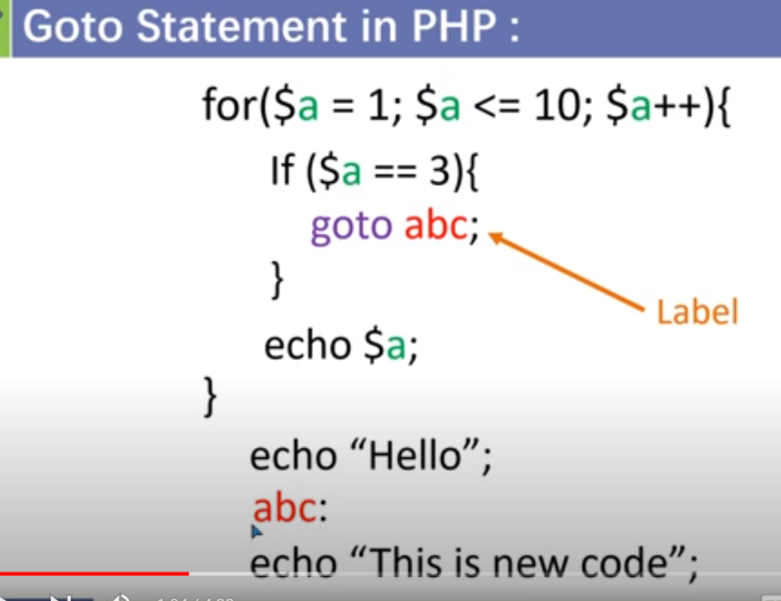 Goto Statement in PHP :
for($a = 1; $a <= 10; $a++){
If ($a == 3){
goto abc;
}
Label
echo $a;
}
echo “Hello”;
abc:
echo “This is new code”;